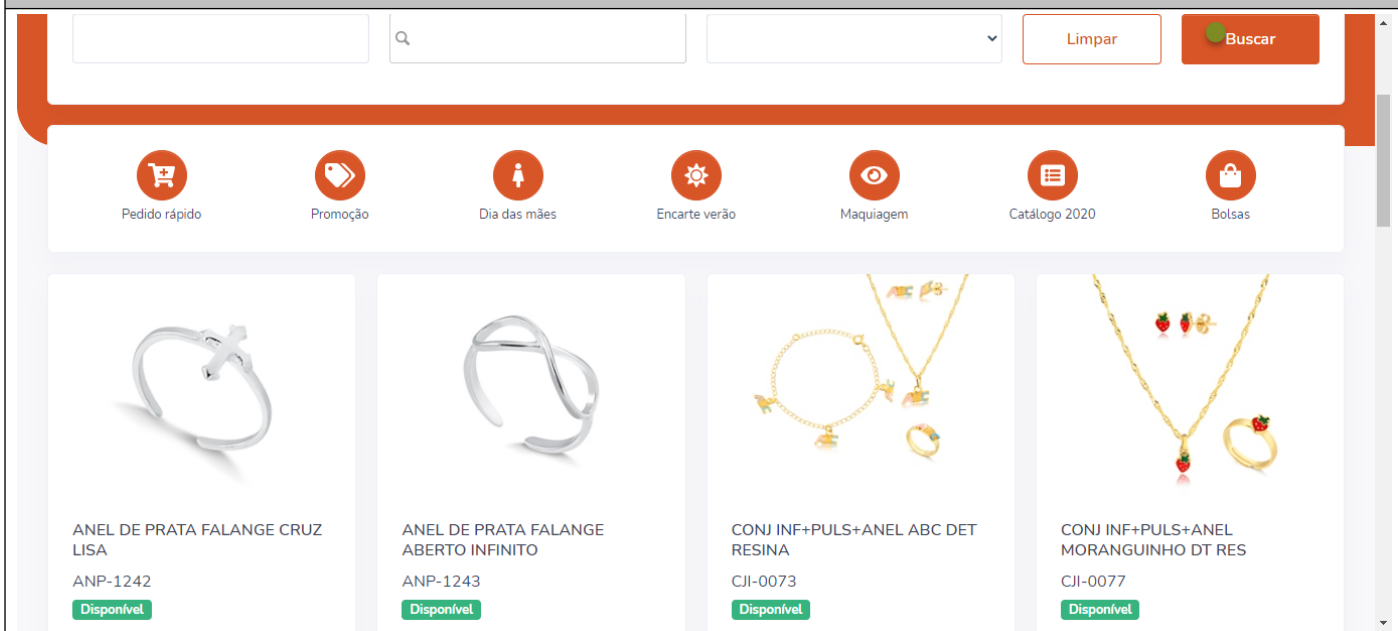 Limpar
Buscar
Pedido rápido
Promoção
Dia das mães
Encarte verão
Maquiagem
Catálogo 2020
Bolsas
ANEL DE PRATA FALANGE CRUZ
LISA
ANP-1242
Disponível
ANEL DE PRATA FALANGE
ABERTO INFINITO
ANP-1243
Disponível
CONJ INF+PULS+ANEL ABC DET
RESINA
CJI-0073
Disponível
CONJ INF+PULS+ANEL
MORANGUINHO DT RES
CJI-0077
Disponível